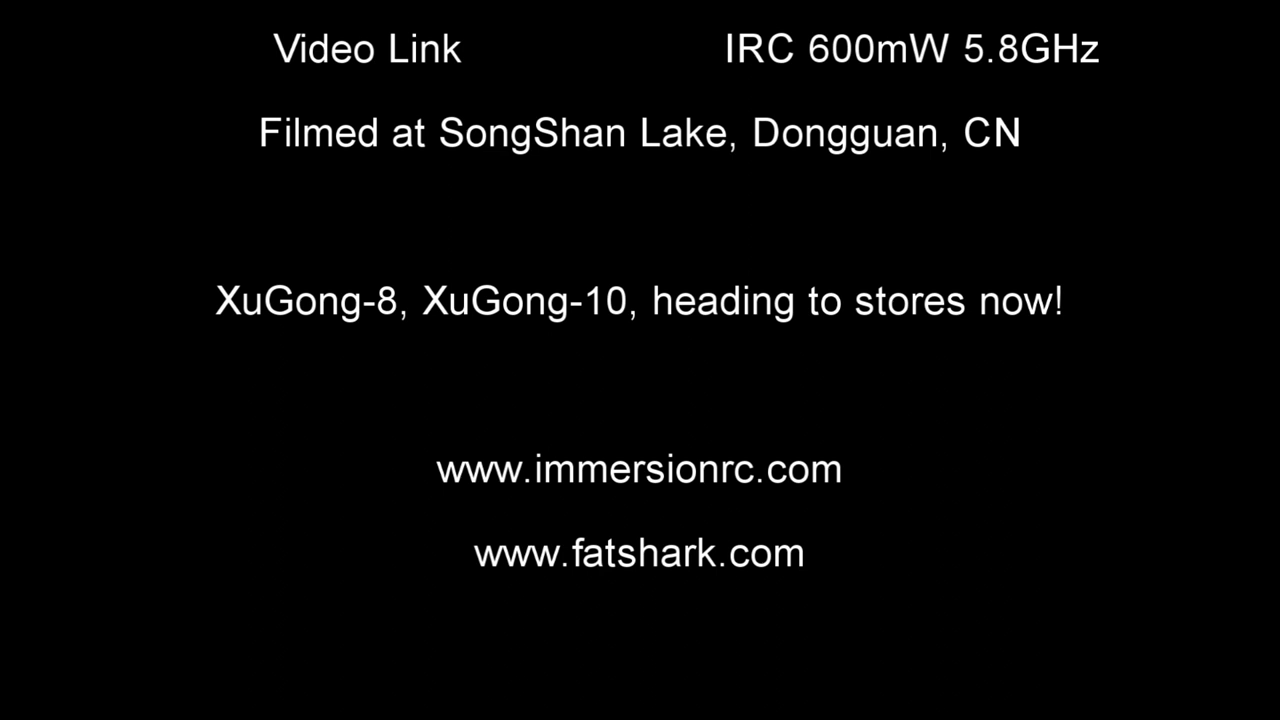 Video Link IRC 600mW 5.8GHz
Filmed at SongShan Lake, Dongguan, CN
XuGong-8, XuGong-10, heading to stores now!
www.immersionrc.com
www.fatshark.com